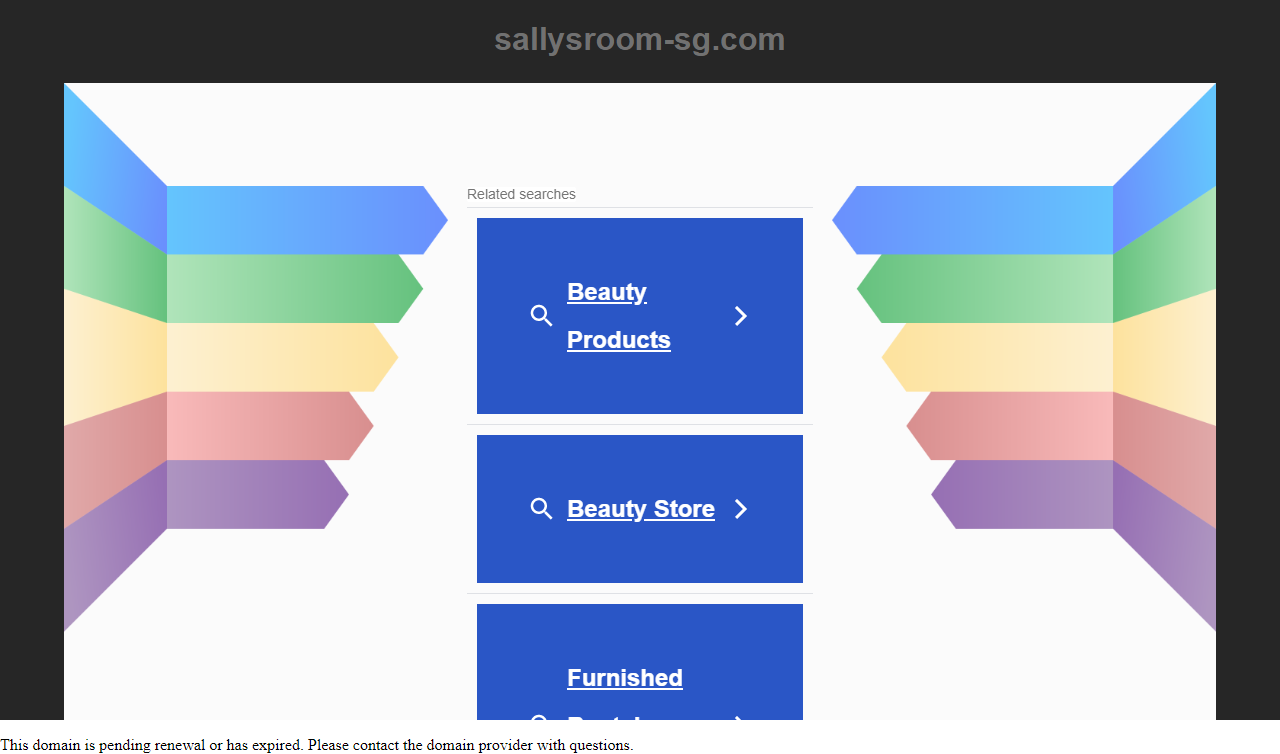 sallysroom-sg.com
Related searches
Beauty
Products
Beauty Store
Furnished
This domain is pending renewal or has expired. Please contact the domain provider with questions.